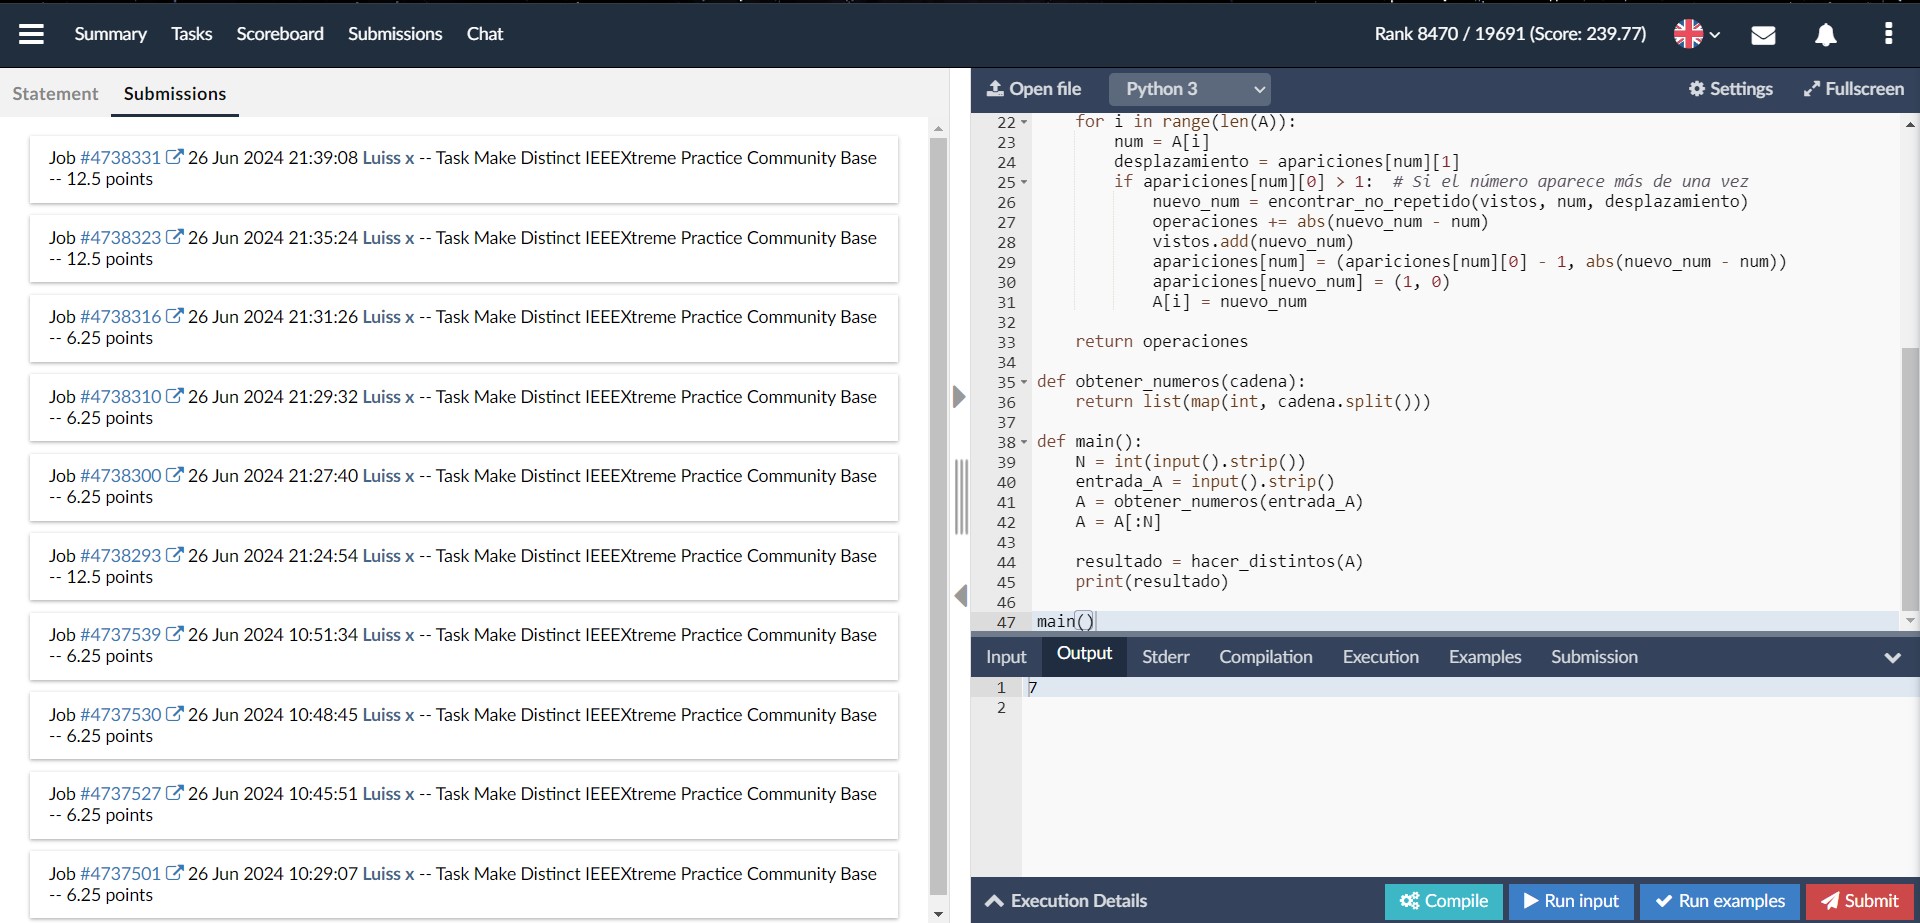 Summary Tasks Scoreboard Submissions Chat Rank 8470 / 19691 (Score: 239.77)
Statement Submissions
Job #4738331 26 Jun 2024 21:39:08 Luiss x -- Task Make Distinct IEEEXtreme Practice Community Base
-- 12.5 points
Job #4738323 26 Jun 2024 21:35:24 Luiss x -- Task Make Distinct IEEEXtreme Practice Community Base
-- 12.5 points
Job #4738316 26 Jun 2024 21:31:26 Luiss x -- Task Make Distinct IEEEXtreme Practice Community Base
-- 6.25 points
Job #4738310 26 Jun 2024 21:29:32 Luiss x -- Task Make Distinct IEEEXtreme Practice Community Base
-- 6.25 points
Job #4738300 26 Jun 2024 21:27:40 Luiss x -- Task Make Distinct IEEEXtreme Practice Community Base
-- 6.25 points
Job #4738293 26 Jun 2024 21:24:54 Luiss x -- Task Make Distinct IEEEXtreme Practice Community Base
-- 12.5 points
Job #4737539 26 Jun 2024 10:51:34 Luiss x -- Task Make Distinct IEEEXtreme Practice Community Base
-- 6.25 points
Job #4737530 26 Jun 2024 10:48:45 Luiss x -- Task Make Distinct IEEEXtreme Practice Community Base
-- 6.25 points
Job #4737527 26 Jun 2024 10:45:51 Luiss x -- Task Make Distinct IEEEXtreme Practice Community Base
-- 6.25 points
Job #4737501 26 Jun 2024 10:29:07 Luiss x -- Task Make Distinct IEEEXtreme Practice Community Base
-- 6.25 points
Open file Python 3 Settings Fullscreen
22 for i in range(len(A)):
23 num = A[i]
24 desplazamiento = apariciones[num][1]
25 if apariciones[num][0] > 1: # Si el número aparece más de una vez
26 nuevo_num = encontrar_no_repetido(vistos, num, desplazamiento)
27 operaciones += abs(nuevo_num - num)
28 vistos.add(nuevo_num)
29 apariciones[num] = (apariciones[num][0] - 1, abs(nuevo_num - num))
30 apariciones[nuevo_num] = (1, 0)
31 A[i] = nuevo_num
32
33 return operaciones
34
35 def obtener_numeros(cadena):
36 return list(map(int, cadena.split()))
37
38 def main():
39 N = int(input().strip())
40 entrada_A = input().strip()
41 A = obtener_numeros(entrada_A)
42 A = A[:N]
43
44 resultado = hacer_distintos(A)
45 print(resultado)
46
47 main()
Input Output Stderr Compilation Execution Examples Submission
1 7
2
Execution Details Compile Run input Run examples Submit